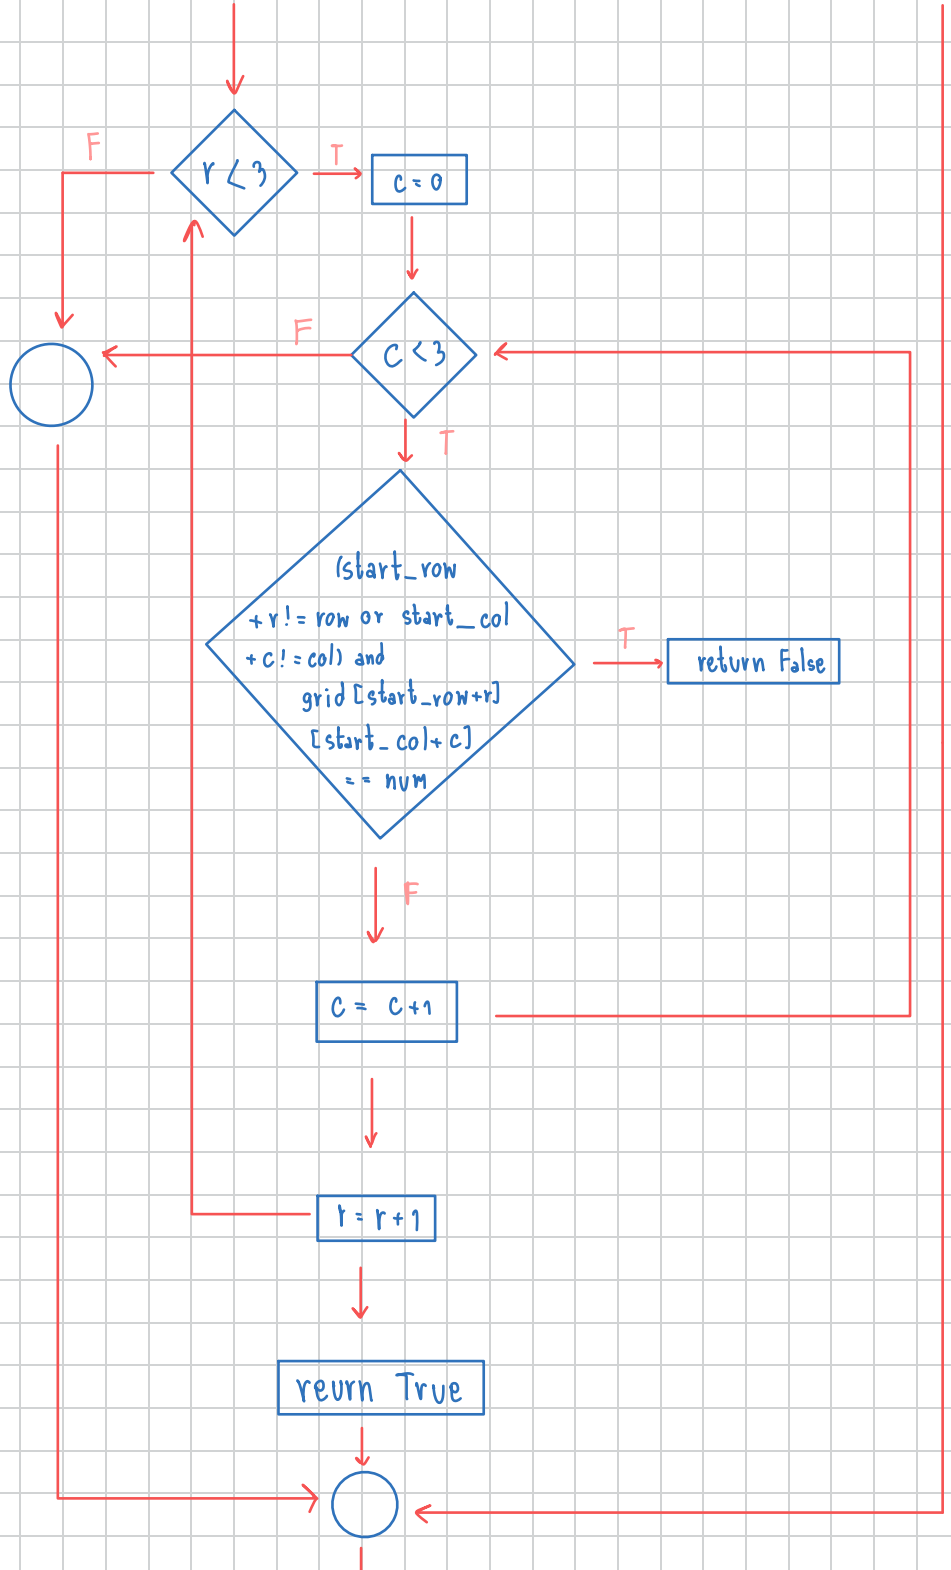 F
r < 3
T
c = 0
F
C < 3
T
(start_row
+ r != row or start_col
+ c != col) and
grid [start_row+r]
[start_col+c]
== num
T
return False
F
C = C+1
r = r+1
reurn True